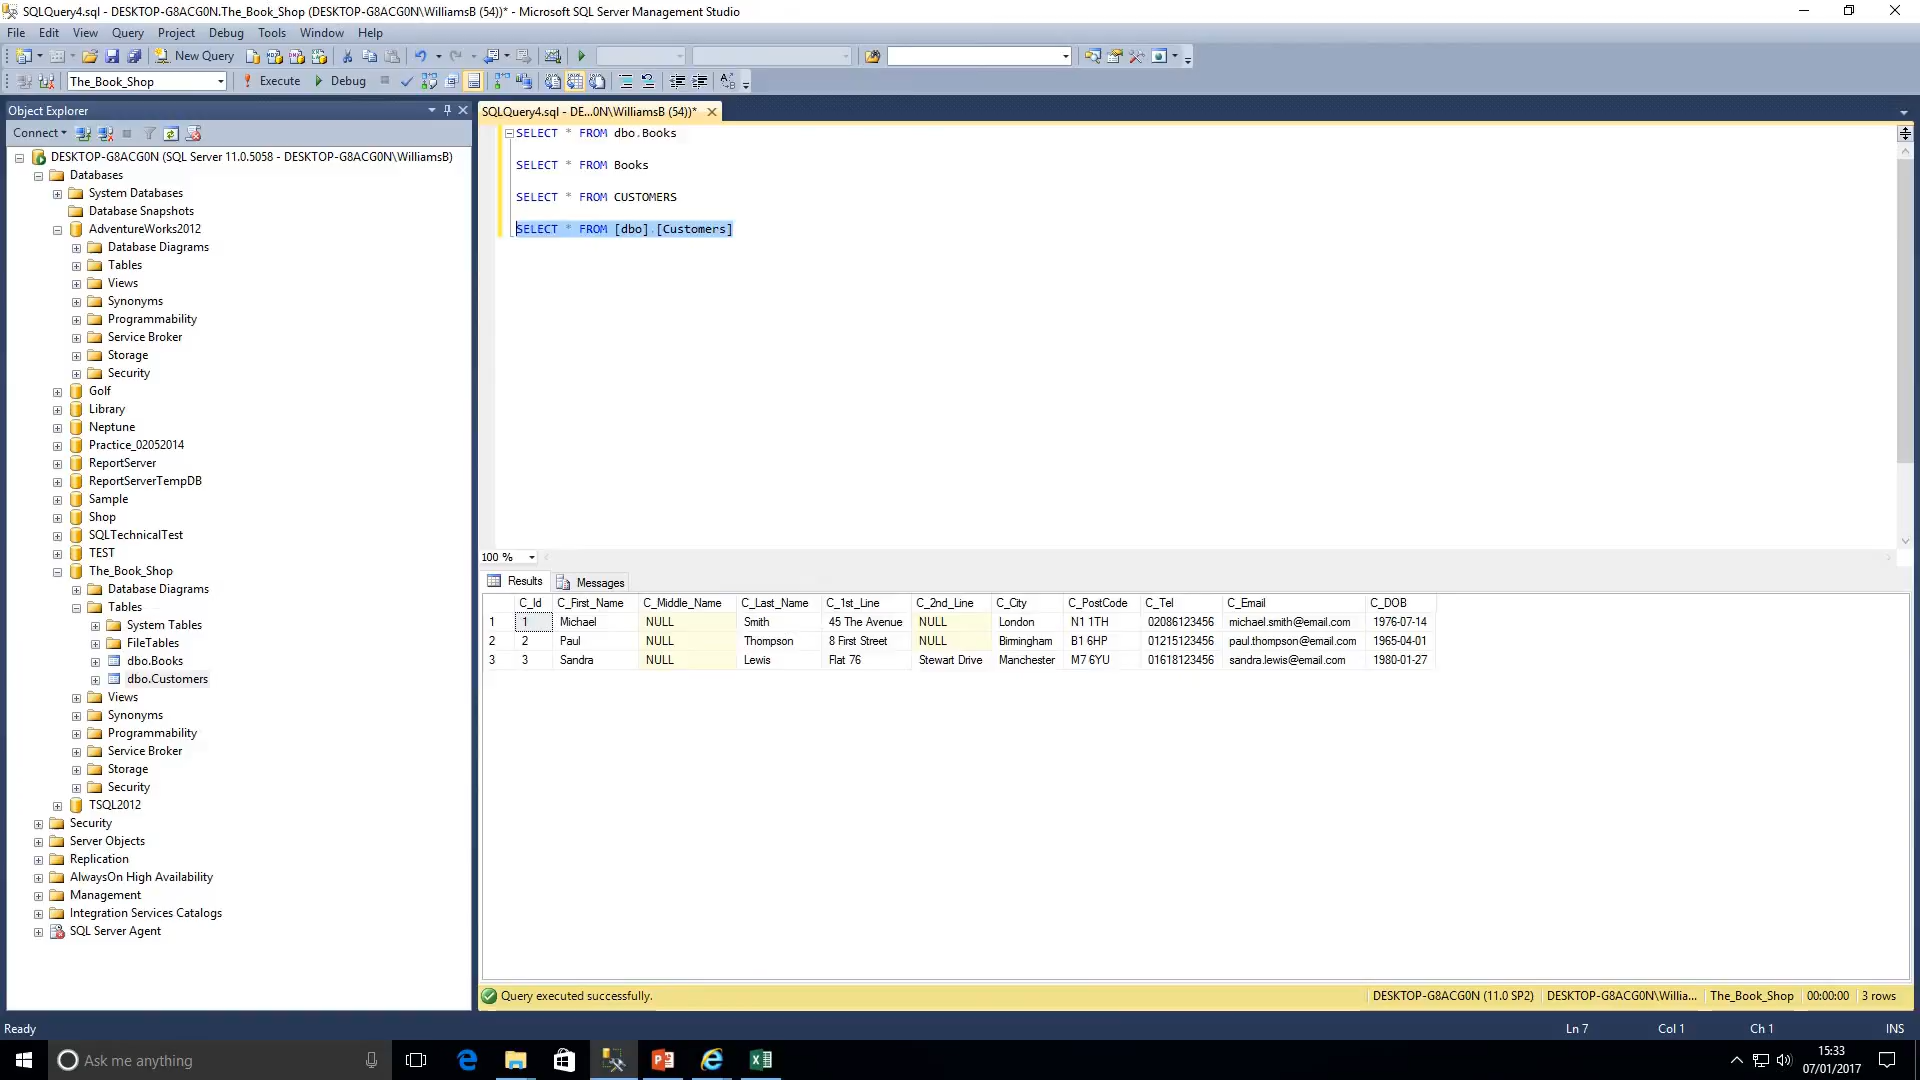 SQLQuery4.sql - DESKTOP-G8ACG0N.The_Book_Shop (DESKTOP-G8ACG0N\WilliamsB (54))* - Microsoft SQL Server Management Studio
File Edit View Query Project Debug Tools Window Help
New Query
The_Book_Shop Execute Debug
Object Explorer
SQLQuery4.sql - DE...0N\WilliamsB (54))*
Connect
DESKTOP-G8ACG0N (SQL Server 11.0.5058 - DESKTOP-G8ACG0N\WilliamsB)
Databases
System Databases
Database Snapshots
AdventureWorks2012
Database Diagrams
Tables
Views
Synonyms
Programmability
Service Broker
Storage
Security
Golf
Library
Neptune
Practice_02052014
ReportServer
ReportServerTempDB
Sample
Shop
SQLTechnicalTest
TEST
The_Book_Shop
Database Diagrams
Tables
System Tables
FileTables
dbo.Books
dbo.Customers
Views
Synonyms
Programmability
Service Broker
Storage
Security
TSQL2012
Security
Server Objects
Replication
AlwaysOn High Availability
Management
Integration Services Catalogs
SQL Server Agent
SELECT * FROM dbo.Books
SELECT * FROM Books
SELECT * FROM CUSTOMERS
SELECT * FROM [dbo].[Customers]
100 %
Results Messages
C_Id C_First_Name C_Middle_Name C_Last_Name C_1st_Line C_2nd_Line C_City C_PostCode C_Tel C_Email C_DOB
1 1 Michael NULL Smith 45 The Avenue NULL London N1 1TH 02086123456 michael.smith@email.com 1976-07-14
2 2 Paul NULL Thompson 8 First Street NULL Birmingham B1 6HP 01215123456 paul.thompson@email.com 1965-04-01
3 3 Sandra NULL Lewis Flat 76 Stewart Drive Manchester M7 6YU 01618123456 sandra.lewis@email.com 1980-01-27
Query executed successfully. DESKTOP-G8ACG0N (11.0 SP2) DESKTOP-G8ACG0N\Willia... The_Book_Shop 00:00:00 3 rows
Ready Ln 7 Col 1 Ch 1 INS
Ask me anything
15:33
07/01/2017